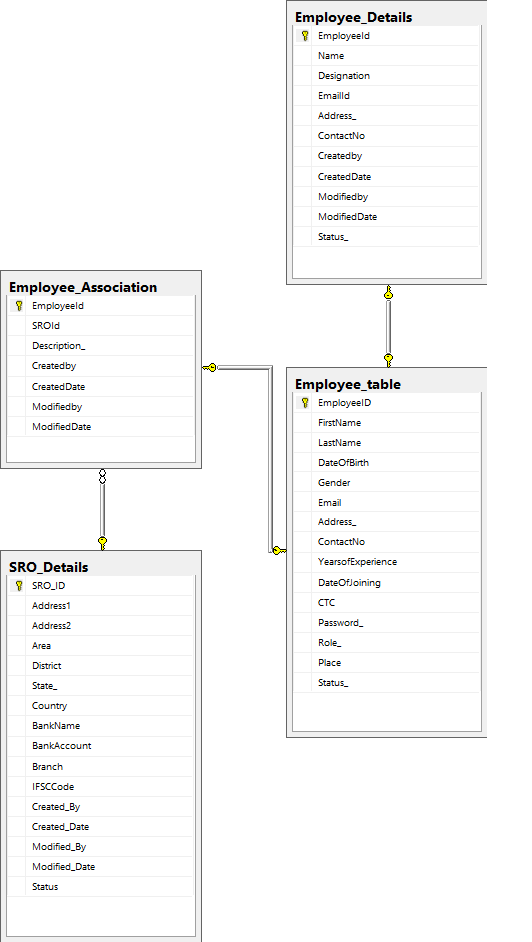 Employee_Details
EmployeeId
Name
Designation
EmailId
Address_
ContactNo
Createdby
CreatedDate
Modifiedby
ModifiedDate
Status_
Employee_Association
EmployeeId
SROId
Description_
Createdby
CreatedDate
Modifiedby
ModifiedDate
Employee_table
EmployeeID
FirstName
LastName
DateOfBirth
Gender
Email
Address_
ContactNo
YearsofExperience
DateOfJoining
CTC
Password_
Role_
Place
Status_
SRO_Details
SRO_ID
Address1
Address2
Area
District
State_
Country
BankName
BankAccount
Branch
IFSCCode
Created_By
Created_Date
Modified_By
Modified_Date
Status